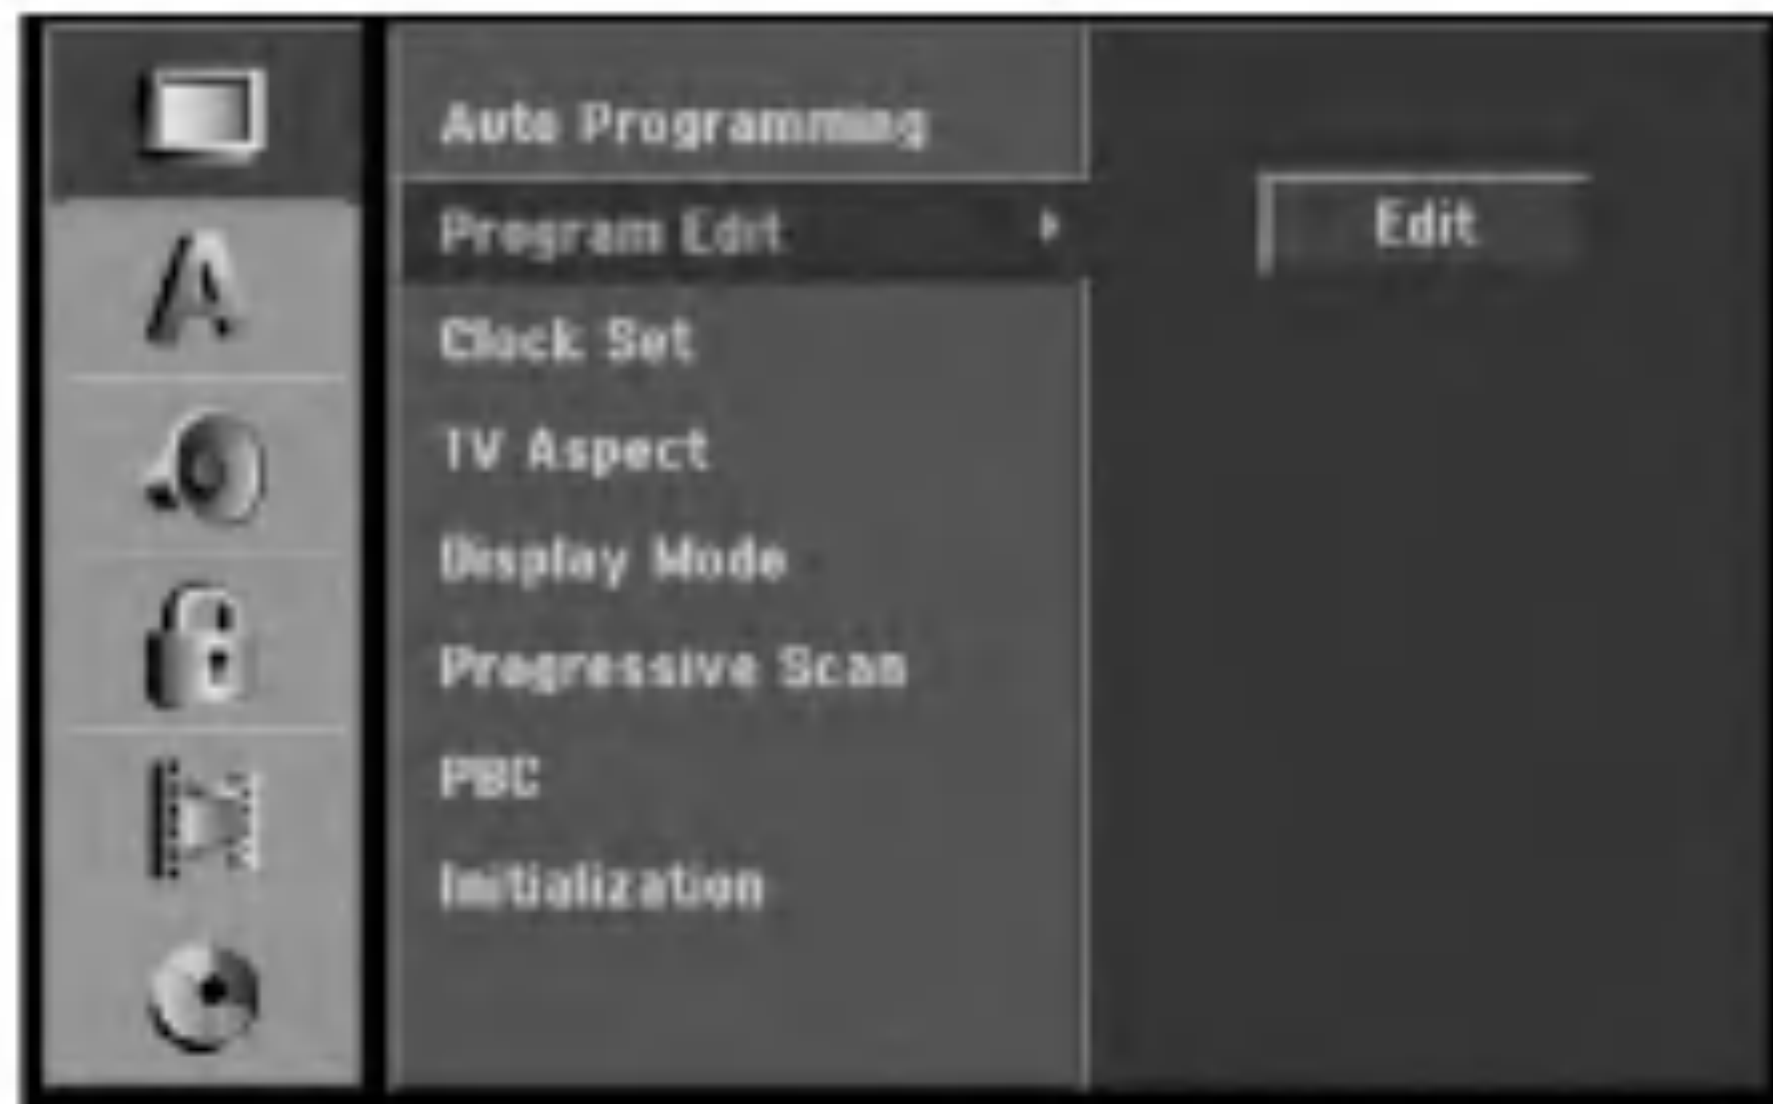 Auto Programming
Program Edit
Edit
Clock Set
TV Aspect
Display Mode
Progressive Scan
PBC
Initialization